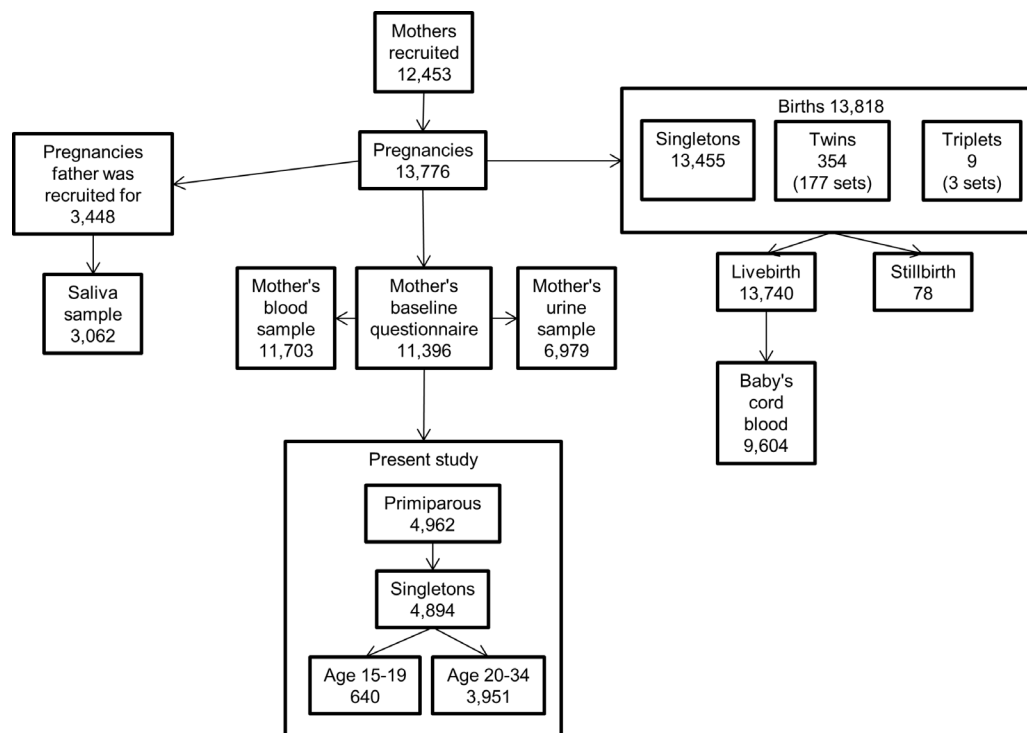 Mothers
recruited
12,453
Pregnancies
13,776
Pregnancies
father was
recruited for
3,448
Saliva
sample
3,062
Births 13,818
Singletons
13,455
Twins
354
(177 sets)
Triplets
9
(3 sets)
Livebirth
13,740
Stillbirth
78
Baby's
cord
blood
9,604
Mother's
blood
sample
11,703
Mother's
baseline
questionnaire
11,396
Mother's
urine
sample
6,979
Present study
Primiparous
4,962
Singletons
4,894
Age 15-19
640
Age 20-34
3,951